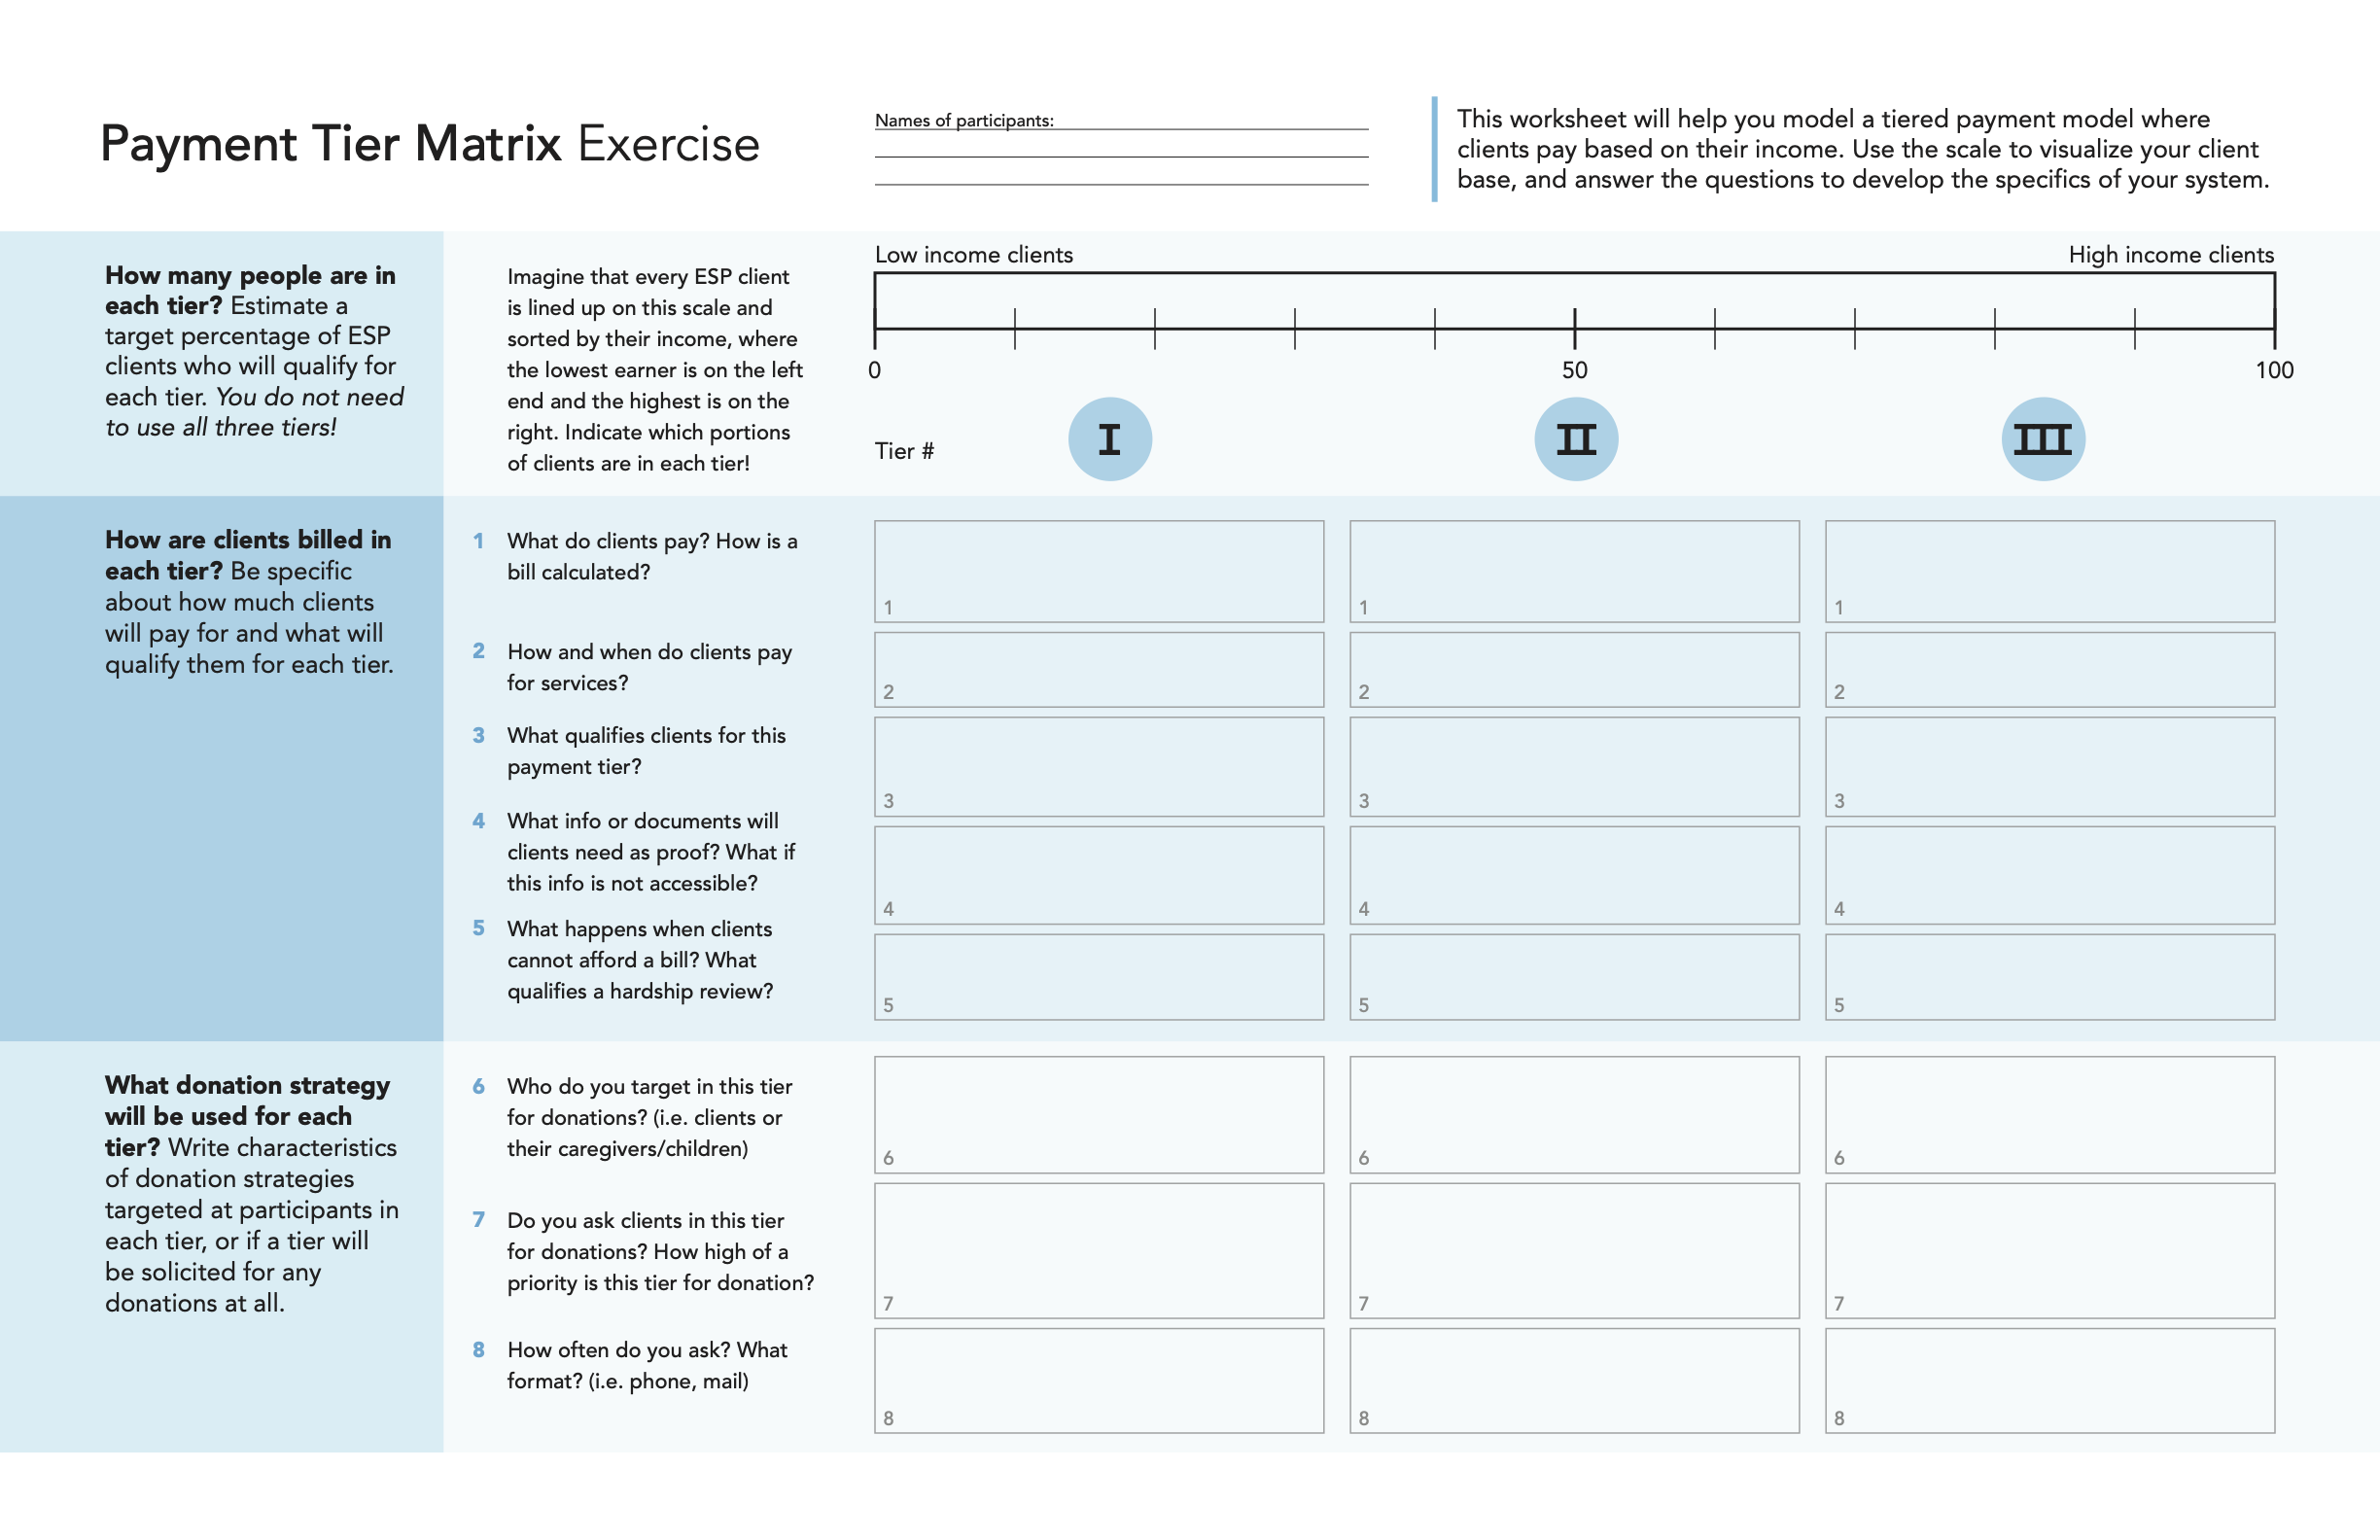 Payment Tier Matrix Exercise
Names of participants:
This worksheet will help you model a tiered payment model where
clients pay based on their income. Use the scale to visualize your client
base, and answer the questions to develop the specifics of your system.
How many people are in
each tier? Estimate a
target percentage of ESP
clients who will qualify for
each tier. You do not need
to use all three tiers!
Imagine that every ESP client
is lined up on this scale and
sorted by their income, where
the lowest earner is on the left
end and the highest is on the
right. Indicate which portions
of clients are in each tier!
Low income clients
High income clients
0
50
100
Tier #
I
II
III
How are clients billed in
each tier? Be specific
about how much clients
will pay for and what will
qualify them for each tier.
1 What do clients pay? How is a
bill calculated?
1
1
1
2 How and when do clients pay
for services?
2
2
2
3 What qualifies clients for this
payment tier?
3
3
3
4 What info or documents will
clients need as proof? What if
this info is not accessible?
4
4
4
5 What happens when clients
cannot afford a bill? What
qualifies a hardship review?
5
5
5
What donation strategy
will be used for each
tier? Write characteristics
of donation strategies
targeted at participants in
each tier, or if a tier will
be solicited for any
donations at all.
6 Who do you target in this tier
for donations? (i.e. clients or
their caregivers/children)
6
6
6
7 Do you ask clients in this tier
for donations? How high of a
priority is this tier for donation?
7
7
7
8 How often do you ask? What
format? (i.e. phone, mail)
8
8
8